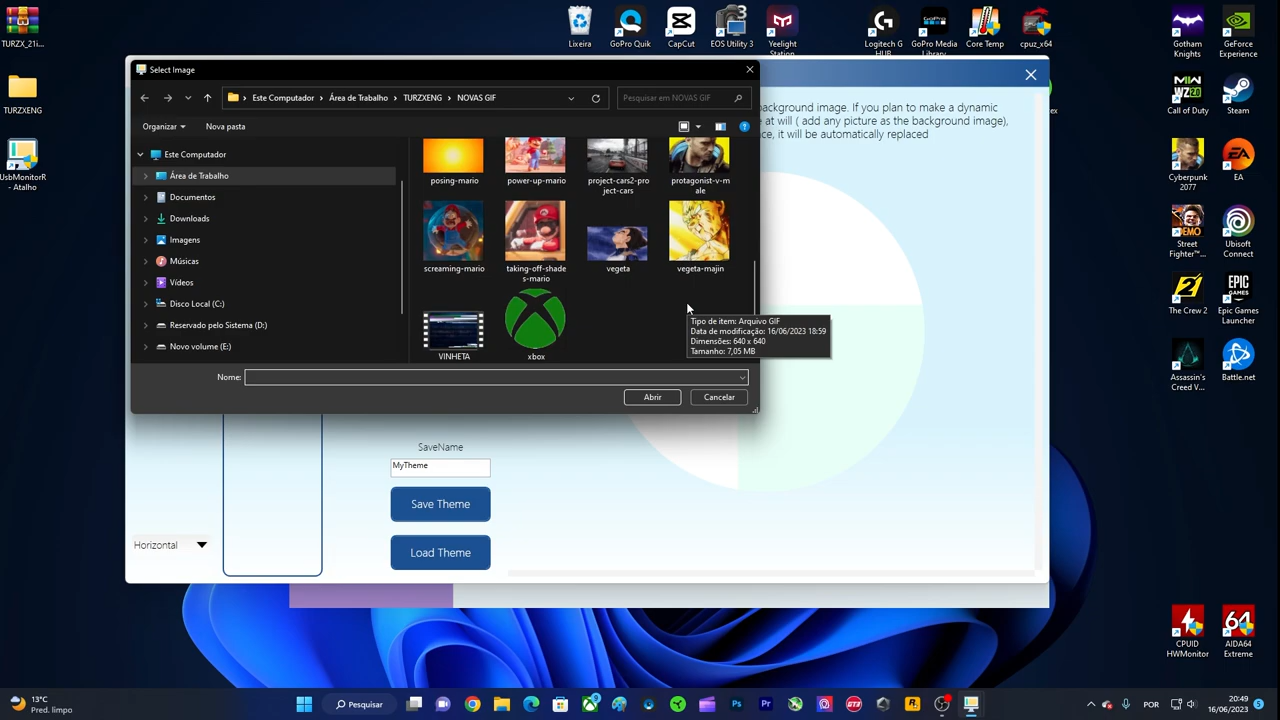 TURZX_21i...
TURZXENG
UsbMonitorR
- Atalho
Lixeira
GoPro Quik
CapCut
EOS Utility 3
Yeelight
Station
Logitech G
HUB
GoPro Media
Library
Core Temp
cpuz_x64
Gotham
Knights
GeForce
Experience
Call of Duty
Steam
Cyberpunk
2077
EA
Street
Fighter™...
Ubisoft
Connect
The Crew 2
Epic Games
Launcher
Assassin's
Creed V...
Battle.net
CPUID
HWMonitor
AIDA64
Extreme
Select Image
Este Computador
Área de Trabalho
TURZXENG
NOVAS GIF
Pesquisar em NOVAS GIF
Organizar
Nova pasta
Este Computador
Área de Trabalho
Documentos
Downloads
Imagens
Músicas
Vídeos
Disco Local (C:)
Reservado pelo Sistema (D:)
Novo volume (E:)
posing-mario
power-up-mario
project-cars2-pro
ject-cars
protagonist-v-m
ale
screaming-mario
taking-off-shade
s-mario
vegeta
vegeta-majin
VINHETA
xbox
Tipo de item: Arquivo GIF
Data de modificação: 16/06/2023 18:59
Dimensões: 640 x 640
Tamanho: 7,05 MB
Nome:
Abrir
Cancelar
background image. If you plan to make a dynamic
at will ( add any picture as the background image),
ce, it will be automatically replaced
SaveName
MyTheme
Save Theme
Load Theme
Horizontal
13°C
Pred. limpo
Pesquisar
POR
20:49
16/06/2023